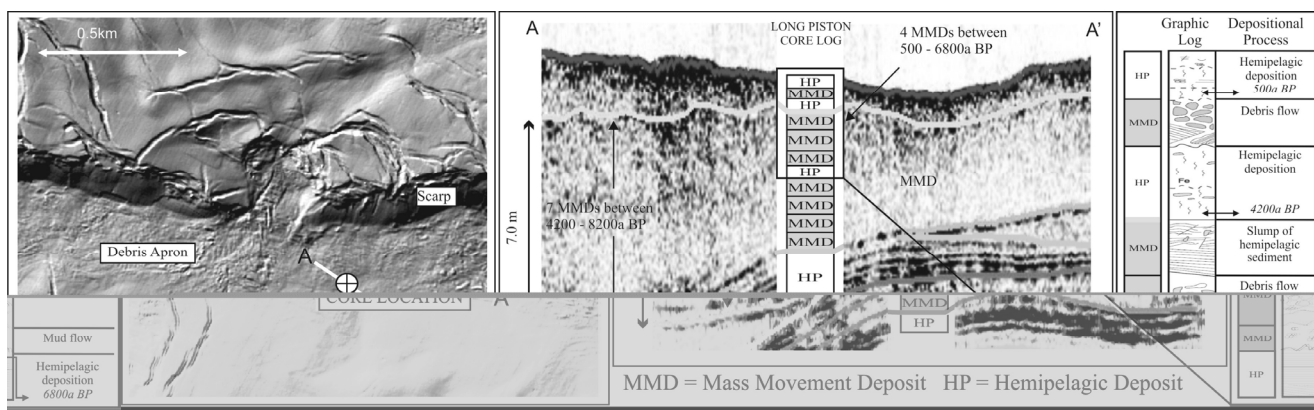 0.5km
Scarp
Debris Apron
A
A
A'
LONG PISTON
CORE LOG
4 MMDs between
500 - 6800a BP
HP
MMD
HP
MMD
MMD
MMD
HP
MMD
MMD
MMD
MMD
HP
MMD
7 MMDs between
4200 - 8200a BP
7.0 m
Graphic
Log
Depositional
Process
HP
MMD
HP
MMD
Hemipelagic
deposition
500a BP
Debris flow
Hemipelagic
deposition
Fe
4200a BP
Slump of
hemipelagic
sediment
Debris flow
Mud flow
Hemipelagic
deposition
6800a BP
CORE LOCATION
MMD
HP
MMD = Mass Movement Deposit HP = Hemipelagic Deposit
MMD
MMD
HP